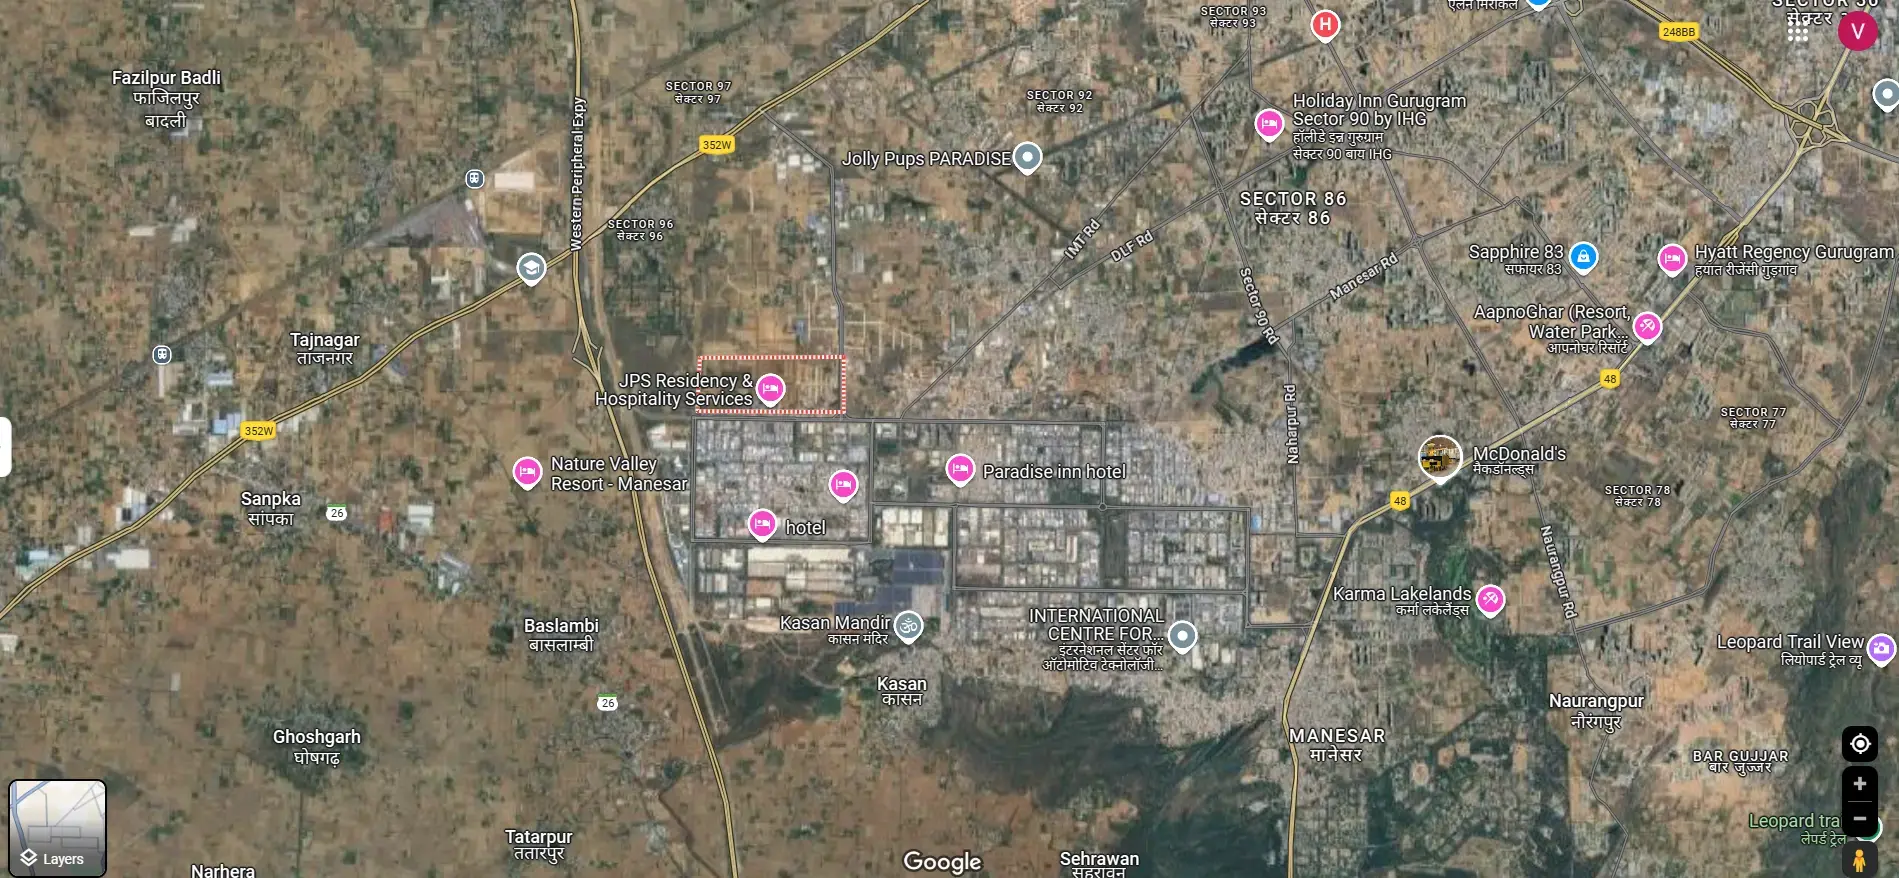 SECTOR 93
सेक्टर 93
248BB
V
Fazilpur Badli
फाजिलपुर
बादली
SECTOR 97
सेक्टर 97
SECTOR 92
सेक्टर 92
H
Holiday Inn Gurugram
Sector 90 by IHG
हॉलीडे इन्न गुरुग्राम
सेक्टर 90 बाय IHG
Western Peripheral Expy
352W
Jolly Pups PARADISE
SECTOR 86
सेक्टर 86
SECTOR 96
सेक्टर 96
IMT Rd
DLF Rd
Manesar Rd
Sector 90 Rd
Sapphire 83
सफायर 83
Hyatt Regency Gurugram
हयात रीजेंसी गुड़गांव
AapnoGhar (Resort,
Water Park...
आपनोघर रिसॉर्ट
Tajnagar
ताजनगर
JPS Residency &
Hospitality Services
48
Naharpur Rd
SECTOR 77
सेक्टर 77
352W
Nature Valley
Resort - Manesar
Paradise inn hotel
McDonald's
मैकडॉनल्ड्स
48
SECTOR 78
सेक्टर 78
Sanpka
सांपका
26
hotel
Naurangpur Rd
Karma Lakelands
कर्मा लेकलैंड्स
Baslambi
बासलाम्बी
Kasan Mandir
कासन मंदिर
INTERNATIONAL
CENTRE FOR...
इंटरनेशनल सेंटर फॉर
ऑटोमोटिव टेक्नोलॉजी...
Leopard Trail View
लियोपार्ड ट्रेल व्यू
Kasan
कासन
26
Naurangpur
नौरंगपुर
Ghoshgarh
घोषगढ़
MANESAR
मानेसर
BAR GUJJAR
बार जुज्जर
Leopard trai
लेपर्ड ट्रेल
Tatarpur
ततारपुर
Layers
Google
Sehrawan
सहरावन
Narhera